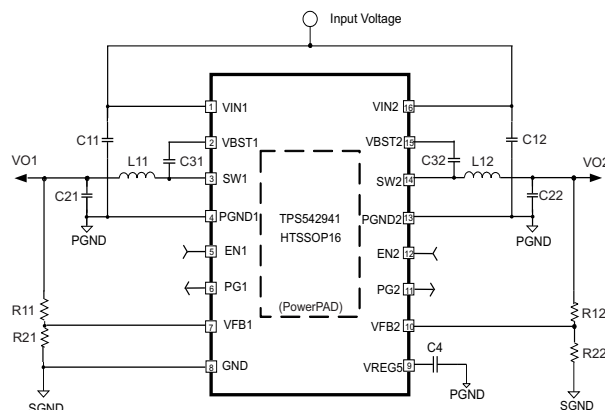 Input Voltage
1 VIN1 VIN2 16
C11 C12
2 VBST1 VBST2 15
VO1 L11 C31 C32 L12 VO2
3 SW1 SW2 14
C21 C22
TPS542941
4 PGND1 PGND2 13
HTSSOP16
PGND PGND
5 EN1 EN2 12
6 PG1 PG2 11
(PowerPAD)
R11 R12
7 VFB1 VFB2 10
R21 R22
C4
8 GND VREG5 9
PGND
SGND SGND